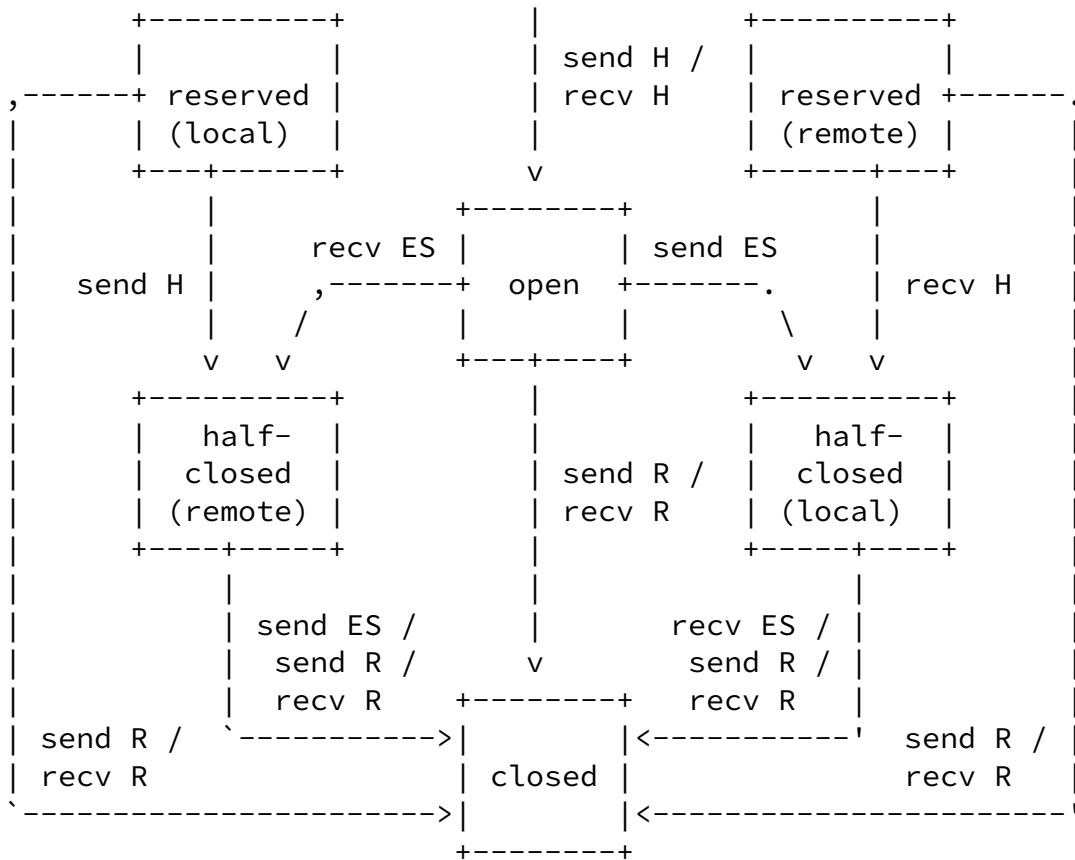 send H /
reserved
recv H
reserved
(local)
(remote)
recv ES
send ES
send H
open
recv H
half-
half-
closed
send R /
closed
(remote)
recv R
(local)
send ES /
recv ES /
send R /
send R /
recv R
recv R
send R /
send R /
recv R
closed
recv R